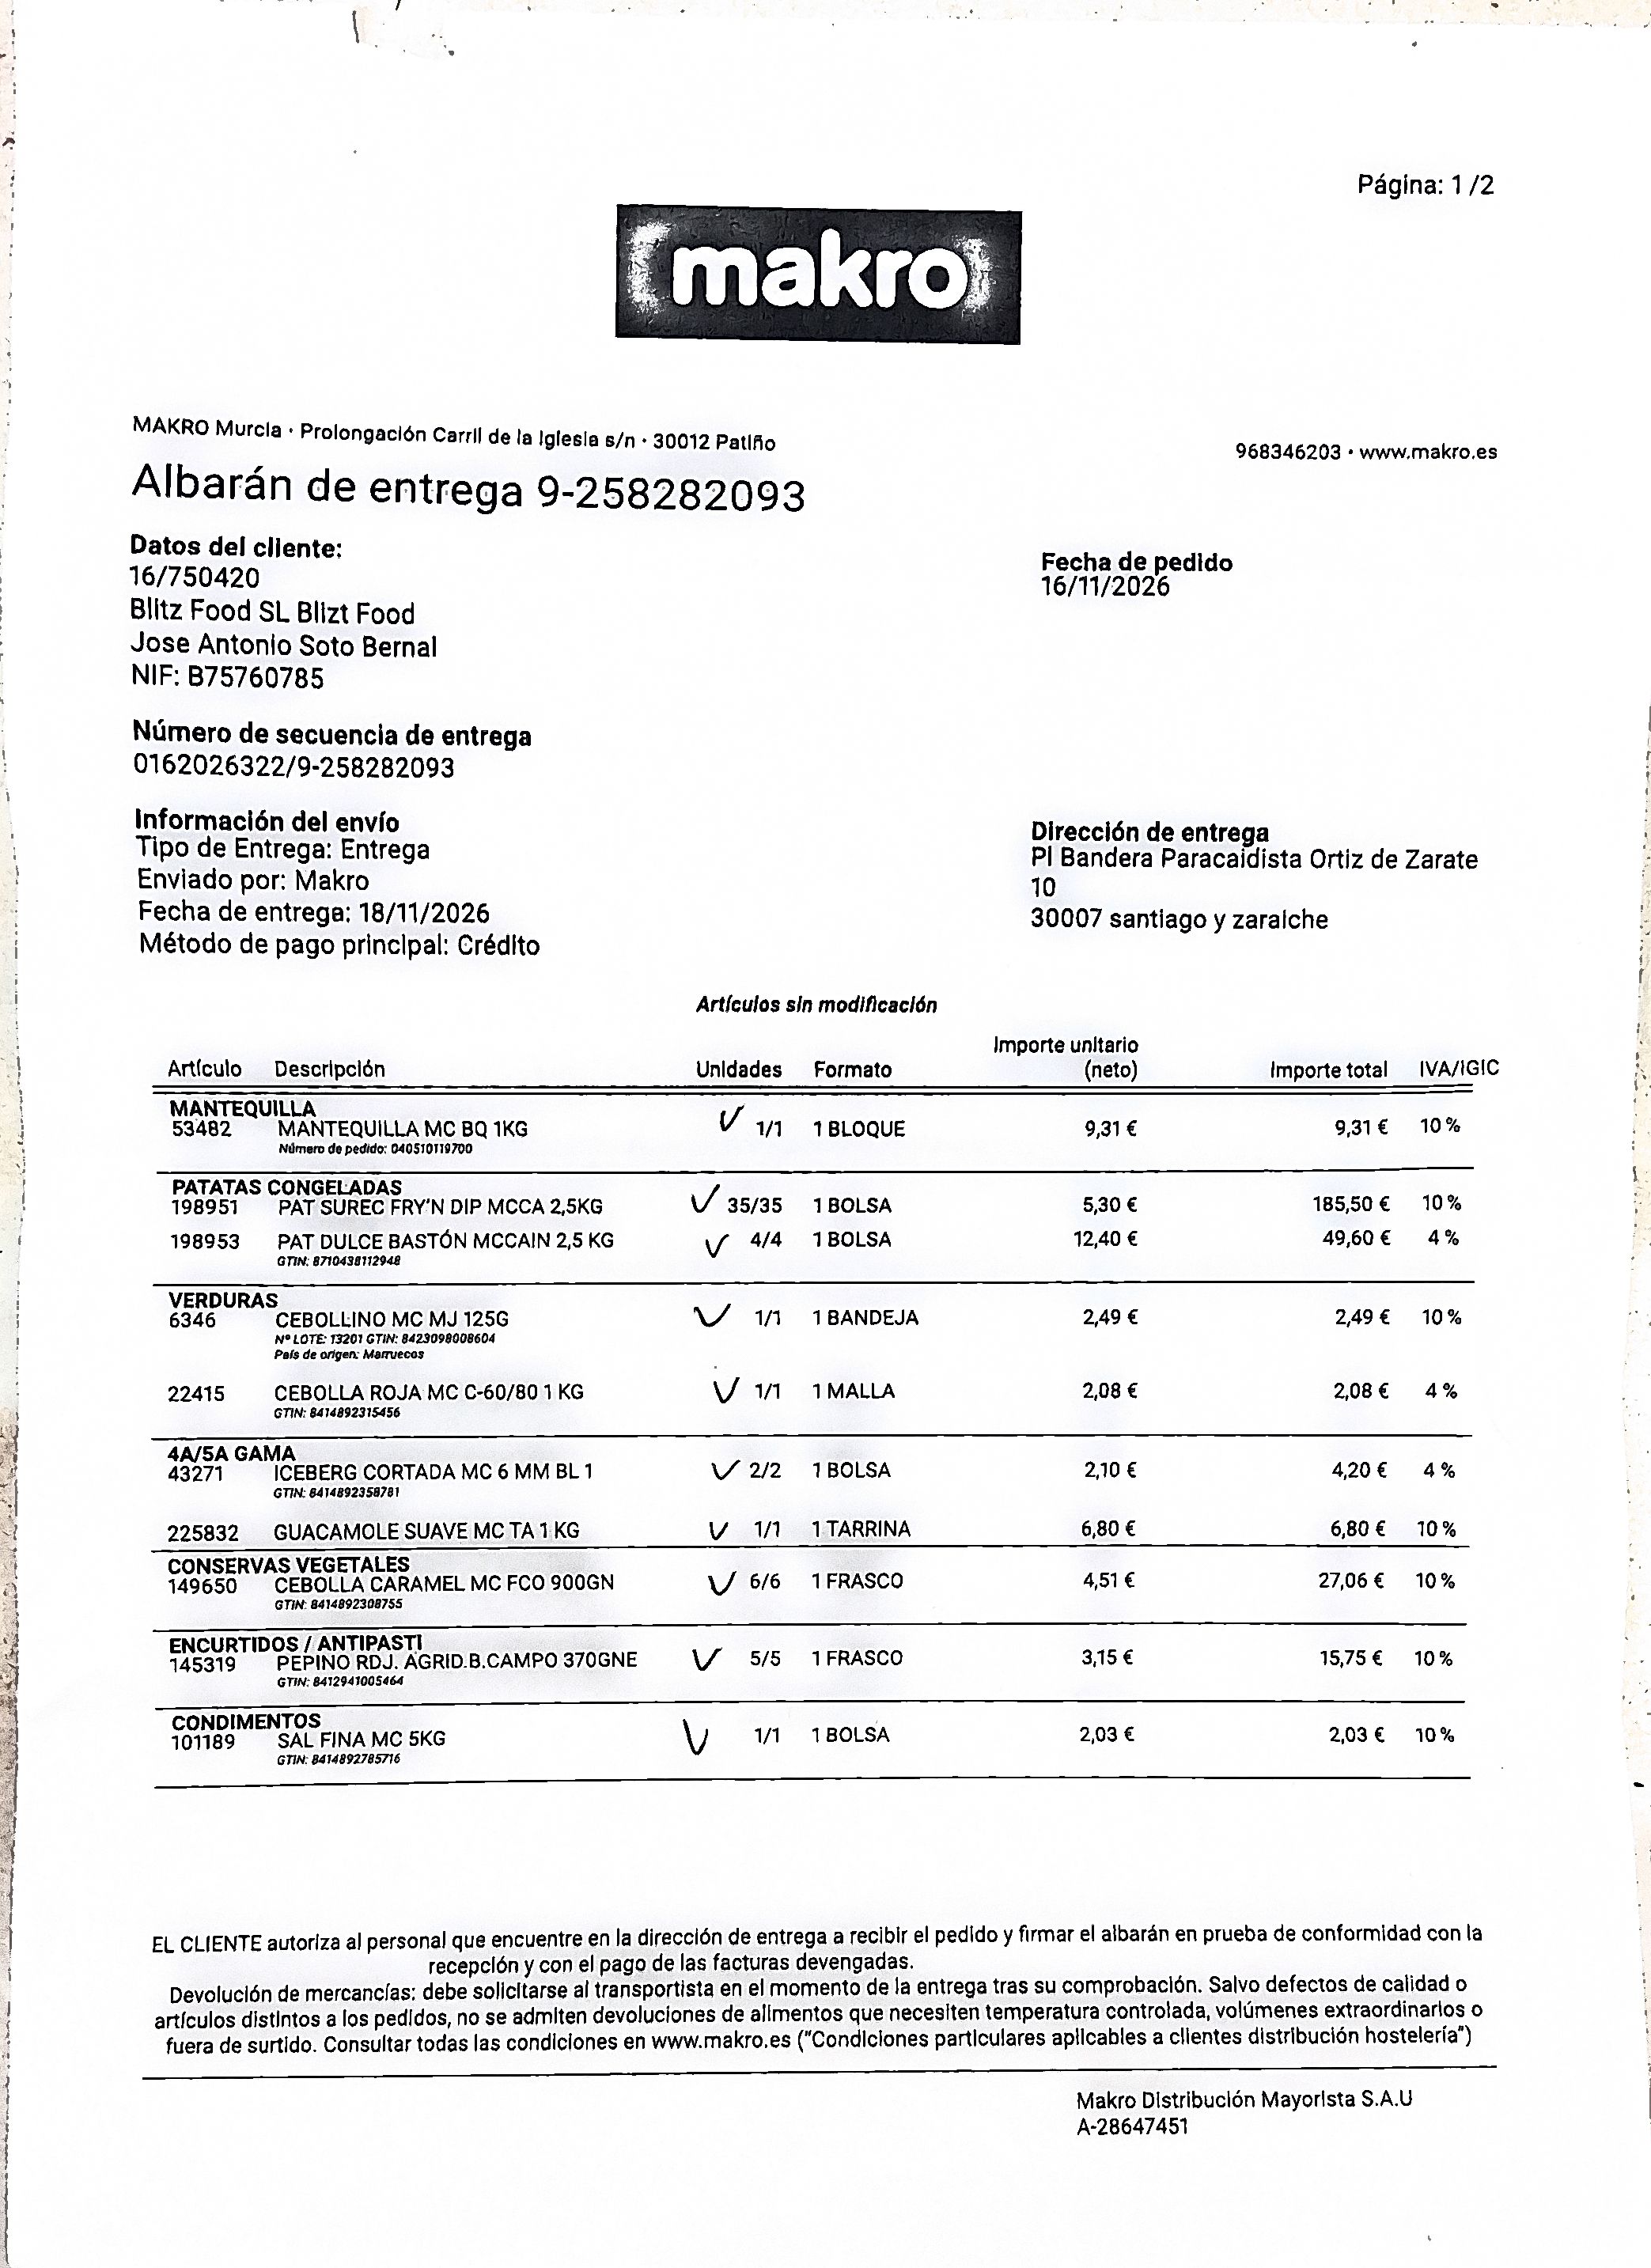 Página: 1 /2
makro
MAKRO Murcia · Prolongación Carril de la Iglesia s/n · 30012 Patiño
968346203 · www.makro.es
Albarán de entrega 9-258282093
Datos del cliente:
16/750420
Blitz Food SL Blizt Food
Jose Antonio Soto Bernal
NIF: B75760785
Fecha de pedido
16/11/2026
Número de secuencia de entrega
0162026322/9-258282093
Información del envío
Tipo de Entrega: Entrega
Enviado por: Makro
Fecha de entrega: 18/11/2026
Método de pago principal: Crédito
Dirección de entrega
Pl Bandera Paracaidista Ortiz de Zarate
10
30007 santiago y zaraiche
Artículos sin modificación
Artículo Descripción Unidades Formato Importe unitario (neto) Importe total IVA/IGIC
MANTEQUILLA
53482 MANTEQUILLA MC BQ 1KG 1/1 1 BLOQUE 9,31 € 9,31 € 10 %
Número de pedido: 040510119700
PATATAS CONGELADAS
198951 PAT SUREC FRY'N DIP MCCA 2,5KG 35/35 1 BOLSA 5,30 € 185,50 € 10 %
198953 PAT DULCE BASTÓN MCCAIN 2,5 KG 4/4 1 BOLSA 12,40 € 49,60 € 4 %
GTIN: 8710438112948
VERDURAS
6346 CEBOLLINO MC MJ 125G 1/1 1 BANDEJA 2,49 € 2,49 € 10 %
Nº LOTE: 13201 GTIN: 8423098008604
País de origen: Marruecos
22415 CEBOLLA ROJA MC C-60/80 1 KG 1/1 1 MALLA 2,08 € 2,08 € 4 %
GTIN: 8414892315456
4A/5A GAMA
43271 ICEBERG CORTADA MC 6 MM BL 1 2/2 1 BOLSA 2,10 € 4,20 € 4 %
GTIN: 8414892358781
225832 GUACAMOLE SUAVE MC TA 1 KG 1/1 1 TARRINA 6,80 € 6,80 € 10 %
CONSERVAS VEGETALES
149650 CEBOLLA CARAMEL MC FCO 900GN 6/6 1 FRASCO 4,51 € 27,06 € 10 %
GTIN: 8414892308755
ENCURTIDOS / ANTIPASTI
145319 PEPINO RDJ. AGRID.B.CAMPO 370GNE 5/5 1 FRASCO 3,15 € 15,75 € 10 %
GTIN: 8412941005464
CONDIMENTOS
101189 SAL FINA MC 5KG 1/1 1 BOLSA 2,03 € 2,03 € 10 %
GTIN: 8414892785716
EL CLIENTE autoriza al personal que encuentre en la dirección de entrega a recibir el pedido y firmar el albarán en prueba de conformidad con la
recepción y con el pago de las facturas devengadas.
Devolución de mercancías: debe solicitarse al transportista en el momento de la entrega tras su comprobación. Salvo defectos de calidad o
artículos distintos a los pedidos, no se admiten devoluciones de alimentos que necesiten temperatura controlada, volúmenes extraordinarios o
fuera de surtido. Consultar todas las condiciones en www.makro.es ("Condiciones particulares aplicables a clientes distribución hostelería")
Makro Distribución Mayorista S.A.U
A-28647451